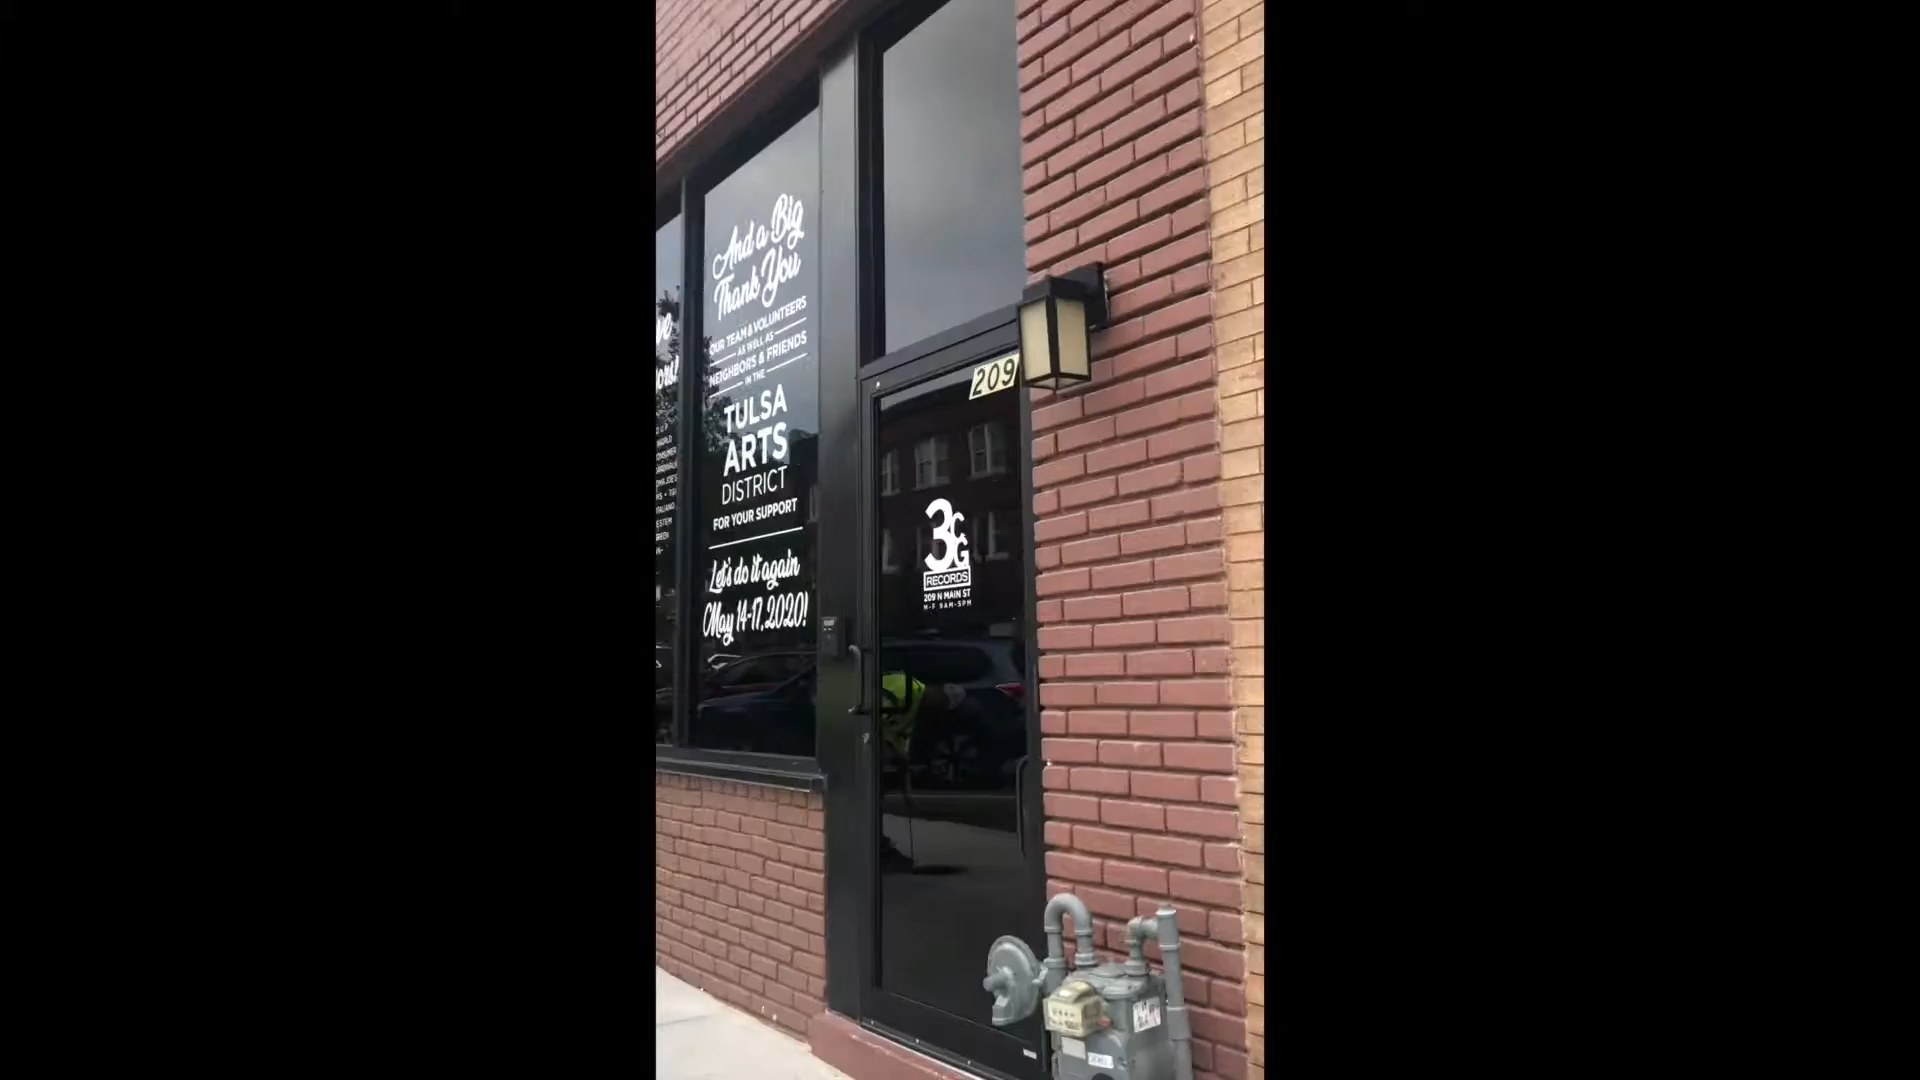 And a Big
Thank You
OUR TEAM & VOLUNTEERS
AS WELL AS
NEIGHBORS & FRIENDS
IN THE
TULSA
ARTS
DISTRICT
FOR YOUR SUPPORT
Let's do it again
May 14-17, 2020!
209
3CG
RECORDS
209 N MAIN ST
M-F 9AM-5PM